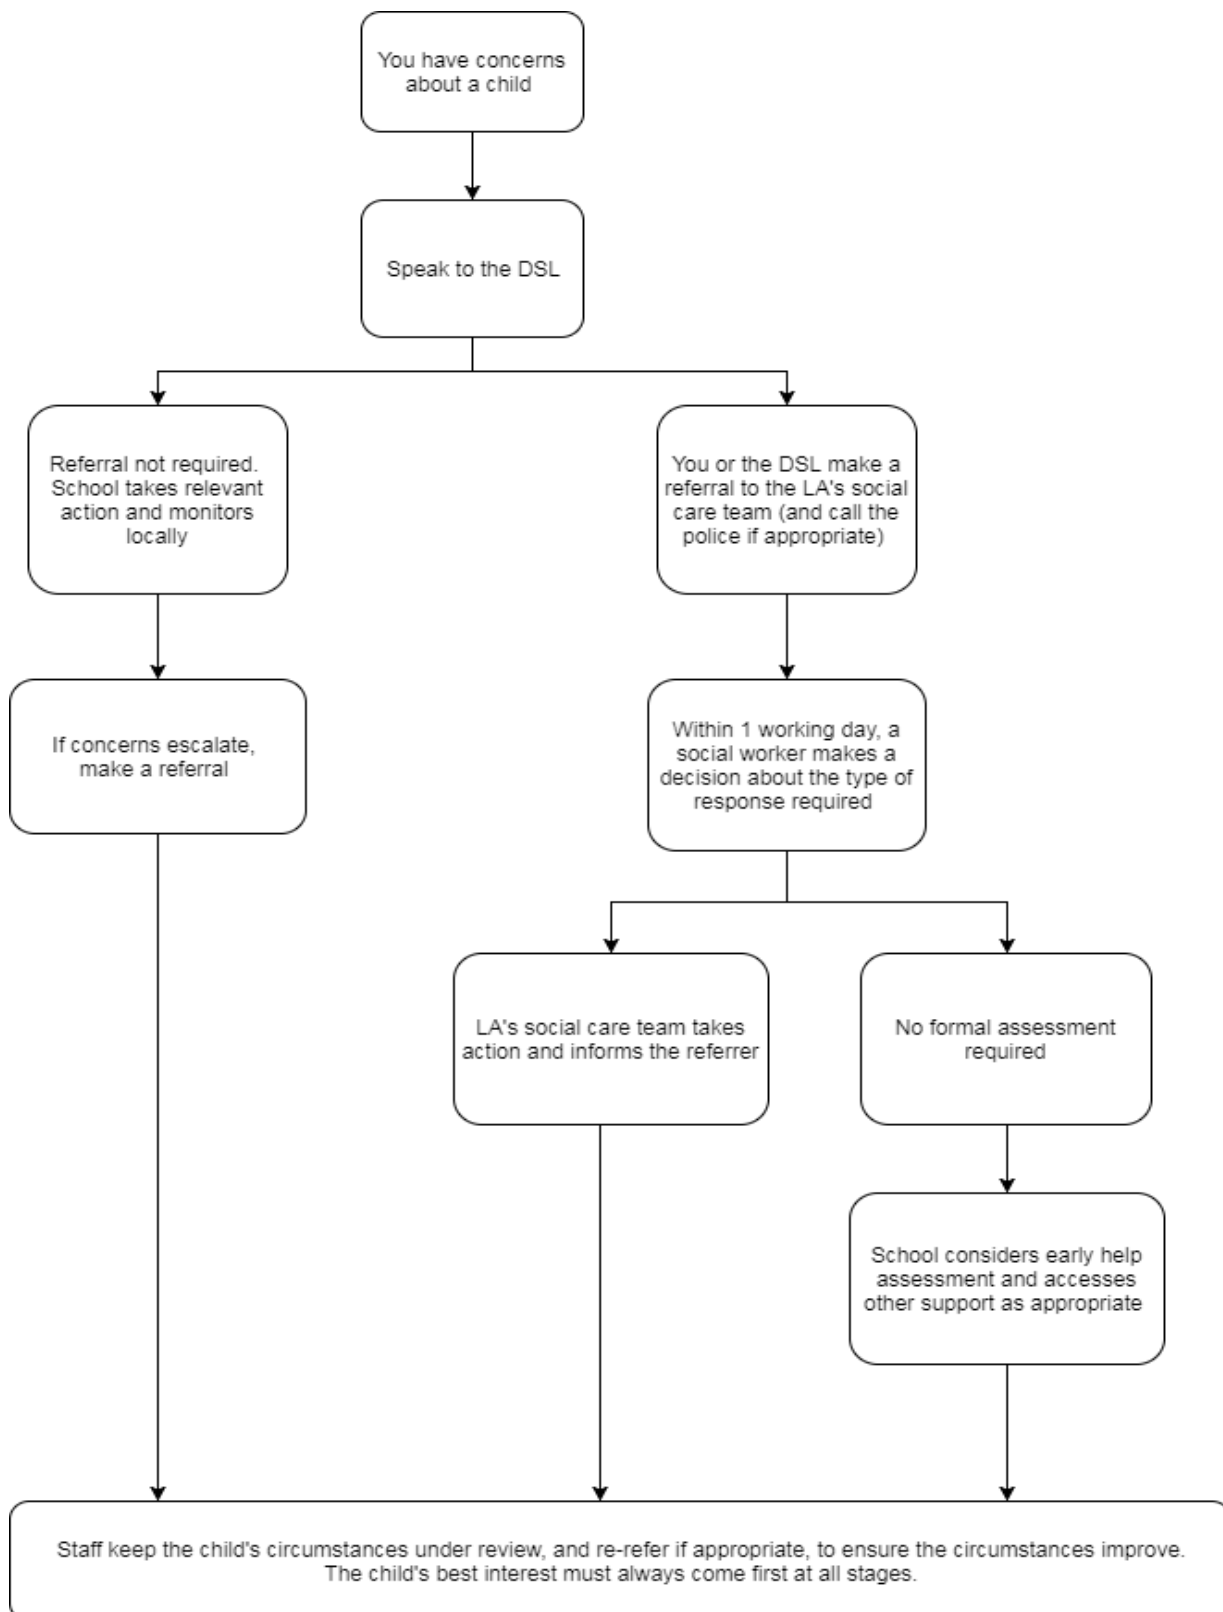 You have concerns
about a child
Speak to the DSL
Referral not required.
School takes relevant
action and monitors
locally
You or the DSL make a
referral to the LA's social
care team (and call the
police if appropriate)
If concerns escalate,
make a referral
Within 1 working day, a
social worker makes a
decision about the type of
response required
LA's social care team takes
action and informs the referrer
No formal assessment
required
School considers early help
assessment and accesses
other support as appropriate
Staff keep the child's circumstances under review, and re-refer if appropriate, to ensure the circumstances improve.
The child's best interest must always come first at all stages.